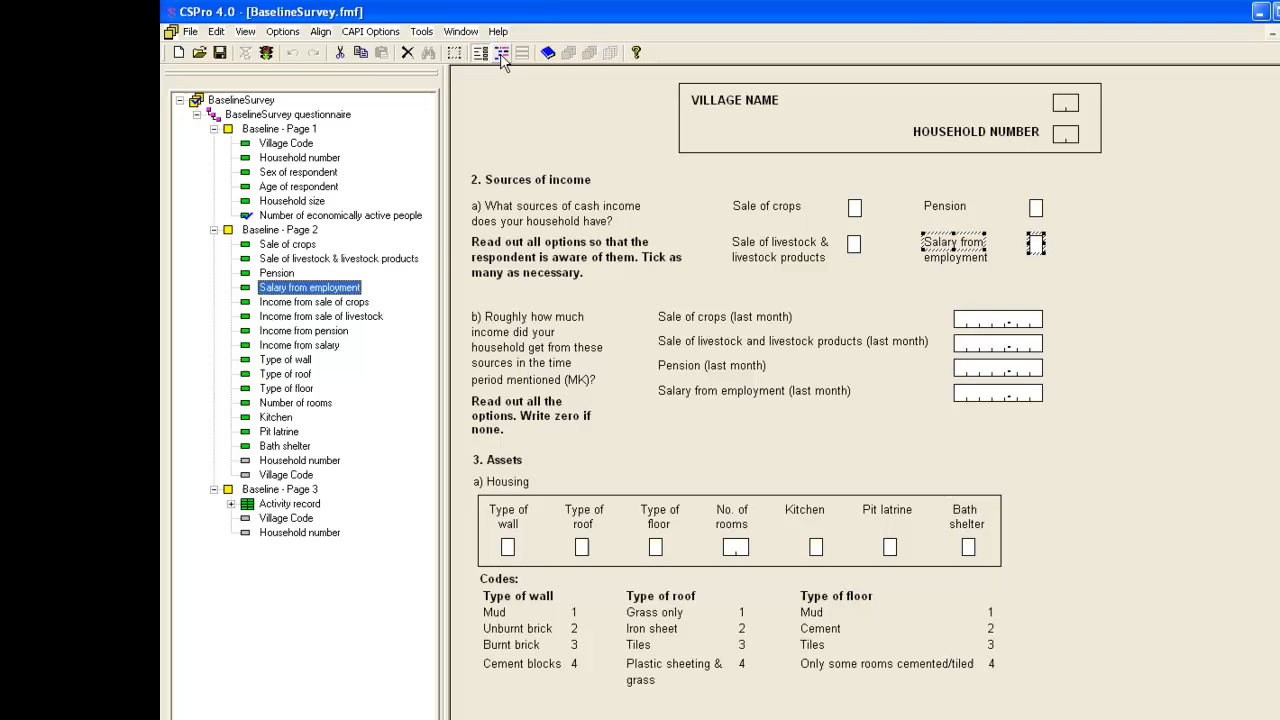 CSPro 4.0 - [BaselineSurvey.fmf]
File Edit View Options Align CAPI Options Tools Window Help
BaselineSurvey
BaselineSurvey questionnaire
Baseline - Page 1
Village Code
Household number
Sex of respondent
Age of respondent
Household size
Number of economically active people
Baseline - Page 2
Sale of crops
Sale of livestock & livestock products
Pension
Salary from employment
Income from sale of crops
Income from sale of livestock
Income from pension
Income from salary
Type of wall
Type of roof
Type of floor
Number of rooms
Kitchen
Pit latrine
Bath shelter
Household number
Village Code
Baseline - Page 3
Activity record
Village Code
Household number
VILLAGE NAME
HOUSEHOLD NUMBER
2. Sources of income
a) What sources of cash income
does your household have?
Read out all options so that the
respondent is aware of them. Tick as
many as necessary.
Sale of crops
Pension
Sale of livestock &
livestock products
Salary from
employment
b) Roughly how much
income did your
household get from these
sources in the time
period mentioned (MK)?
Read out all the
options. Write zero if
none.
Sale of crops (last month)
Sale of livestock and livestock products (last month)
Pension (last month)
Salary from employment (last month)
3. Assets
a) Housing
Type of
wall
Type of
roof
Type of
floor
No. of
rooms
Kitchen
Pit latrine
Bath
shelter
Codes:
Type of wall
Mud 1
Unburnt brick 2
Burnt brick 3
Cement blocks 4
Type of roof
Grass only 1
Iron sheet 2
Tiles 3
Plastic sheeting & 4
grass
Type of floor
Mud 1
Cement 2
Tiles 3
Only some rooms cemented/tiled 4